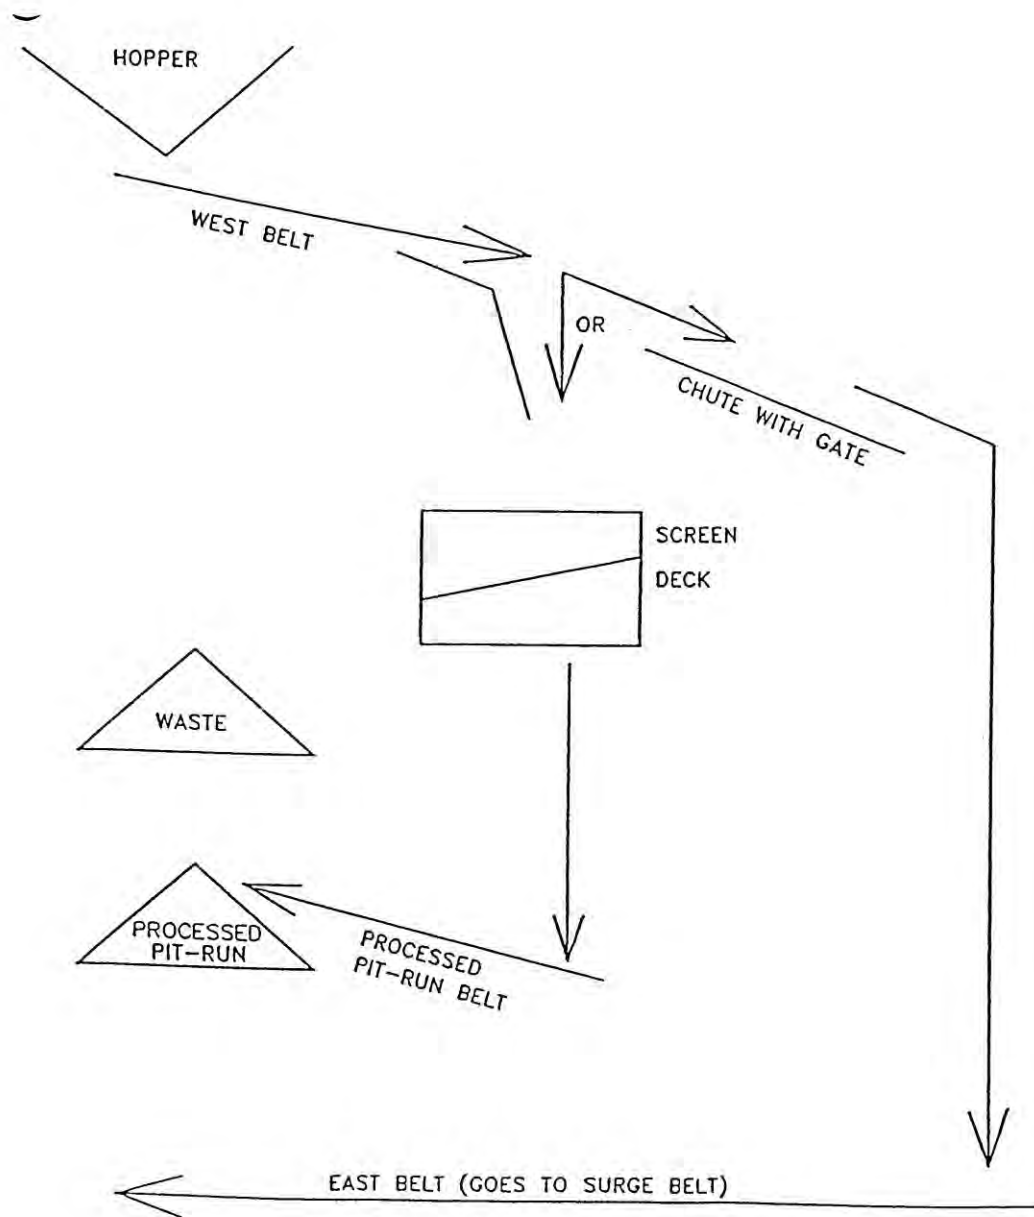 HOPPER
WEST BELT
OR
CHUTE WITH GATE
SCREEN
DECK
WASTE
PROCESSED
PIT-RUN
PROCESSED
PIT-RUN BELT
EAST BELT (GOES TO SURGE BELT)